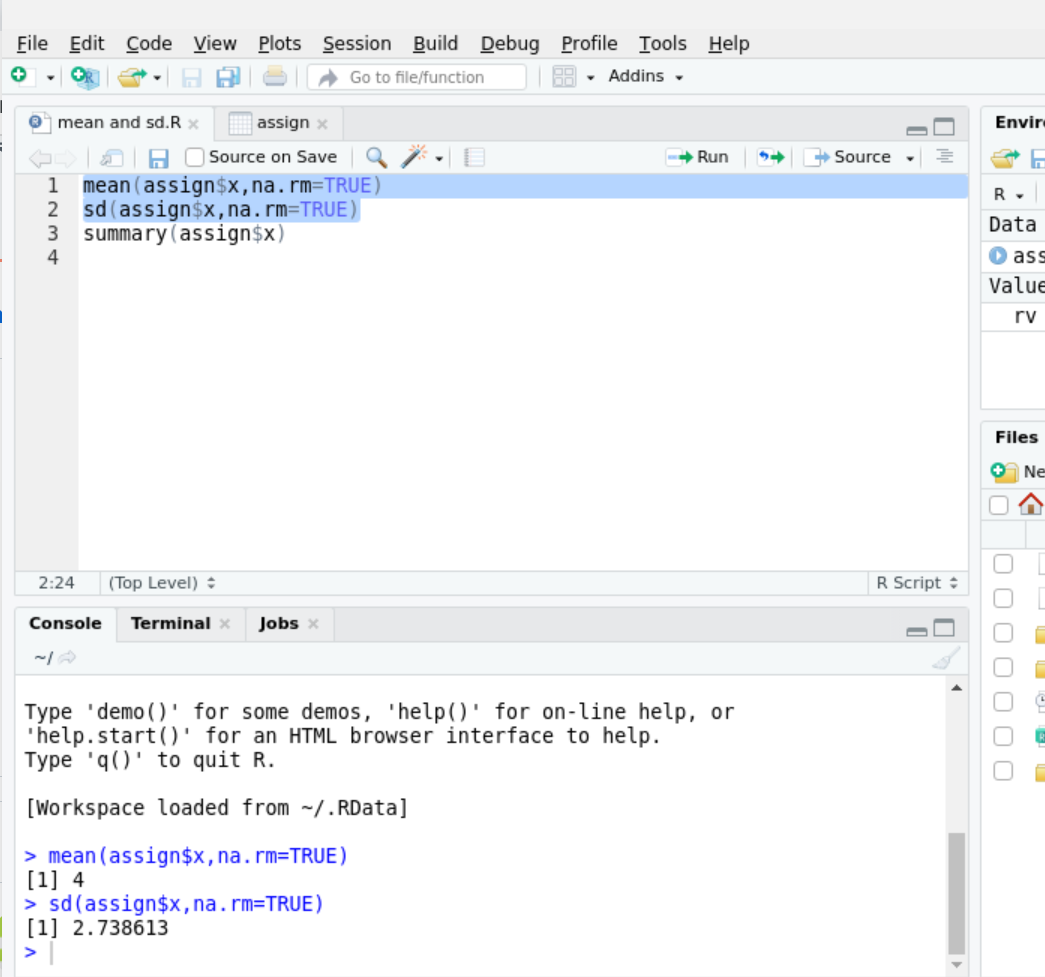 File Edit Code View Plots Session Build Debug Profile Tools Help
Go to file/function Addins
mean and sd.R assign
Source on Save Run Source
1 mean(assign$x,na.rm=TRUE)
2 sd(assign$x,na.rm=TRUE)
3 summary(assign$x)
4
2:24 (Top Level) R Script
Console Terminal Jobs
~/
Type 'demo()' for some demos, 'help()' for on-line help, or
'help.start()' for an HTML browser interface to help.
Type 'q()' to quit R.
[Workspace loaded from ~/.RData]
> mean(assign$x,na.rm=TRUE)
[1] 4
> sd(assign$x,na.rm=TRUE)
[1] 2.738613
>
Envir
R
Data
ass
Value
rv
Files
Ne